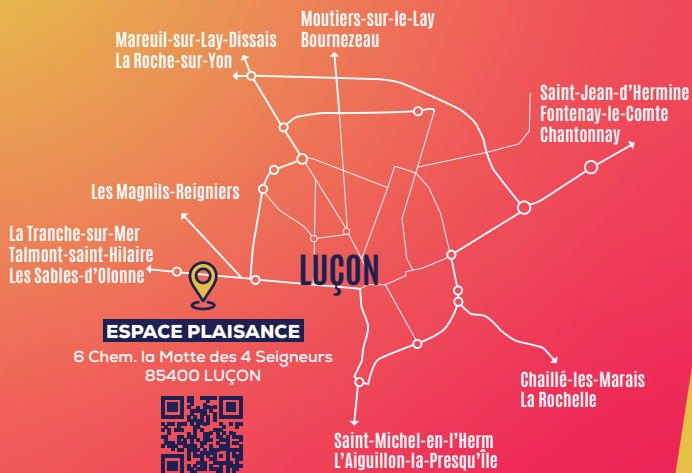 Moutiers-sur-le-Lay
Bournezeau
Mareuil-sur-Lay-Dissais
La Roche-sur-Yon
Saint-Jean-d'Hermine
Fontenay-le-Comte
Chantonnay
Les Magnils-Reigniers
La Tranche-sur-Mer
Talmont-saint-Hilaire
Les Sables-d'Olonne
LUÇON
ESPACE PLAISANCE
6 Chem. la Motte des 4 Seigneurs
85400 LUÇON
Chaillé-les-Marais
La Rochelle
Saint-Michel-en-l'Herm
L'Aiguillon-la-Presqu'Île